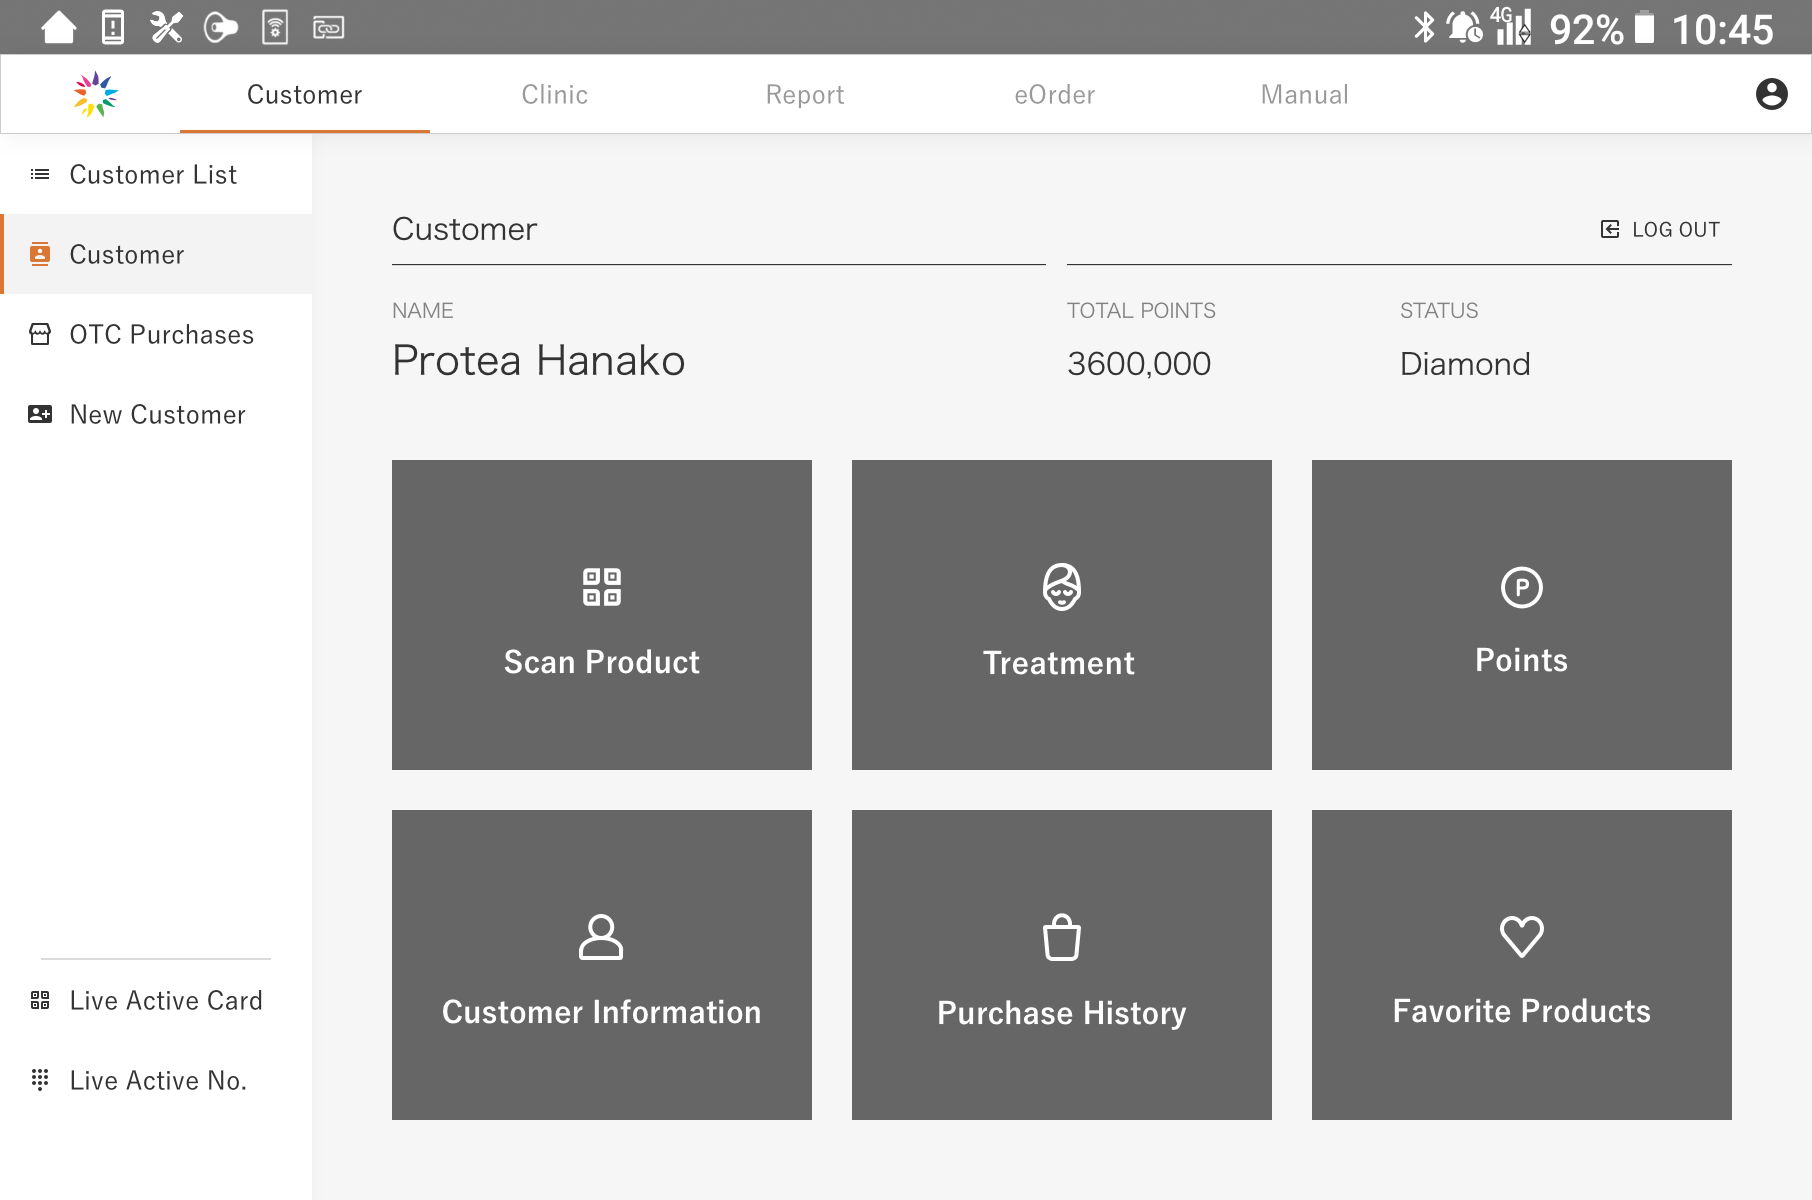 4G 92% 10:45
Customer Clinic Report eOrder Manual
Customer List
Customer
OTC Purchases
New Customer
Live Active Card
Live Active No.
Customer
LOG OUT
NAME
Protea Hanako
TOTAL POINTS
3600,000
STATUS
Diamond
Scan Product
Treatment
P
Points
Customer Information
Purchase History
Favorite Products